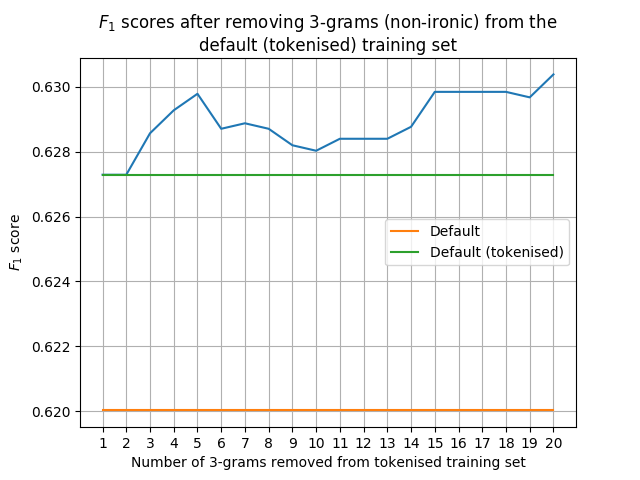 F1 scores after removing 3-grams (non-ironic) from the
default (tokenised) training set
0.630
0.628
0.626
0.624
0.622
0.620
F1 score
Default
Default (tokenised)
1 2 3 4 5 6 7 8 9 10 11 12 13 14 15 16 17 18 19 20
Number of 3-grams removed from tokenised training set